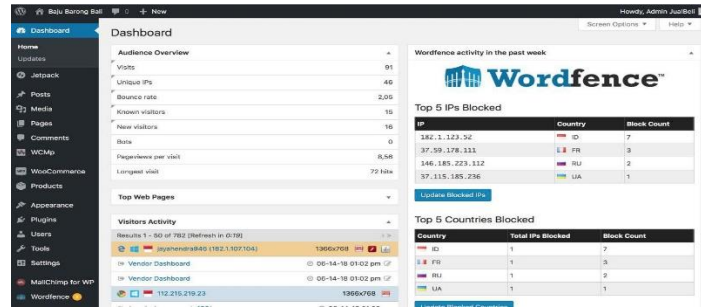 Baju Barong Bali 0 + New
Howdy, Admin JualBeli
Screen Options Help
Dashboard
Home
Updates
Jetpack
Posts
Media
Pages
Comments
WCMp
WooCommerce
Products
Appearance
Plugins
Users
Tools
Settings
MailChimp for WP
Wordfence
Dashboard
Audience Overview
Visits 91
Unique IPs 46
Bounce rate 2,05
Known visitors 15
New visitors 16
Bots 0
Pageviews per visit 8,56
Longest visit 72 hits
Top Web Pages
Visitors Activity
Results 1 - 50 of 762 (Refresh in 0:19)
jayahendra840 (182.1.107.104) 1366x768
Vendor Dashboard 06-14-18 01:02 pm
Vendor Dashboard 06-14-18 01:02 pm
112.215.219.23 1366x768
Wordfence activity in the past week
Wordfence
Top 5 IPs Blocked
IP Country Block Count
182.1.123.52 ID 7
37.59.178.111 FR 3
146.185.223.112 RU 2
37.115.185.236 UA 1
Update Blocked IPs
Top 5 Countries Blocked
Country Total IPs Blocked Block Count
ID 1 7
FR 1 3
RU 1 2
UA 1 1
Update Blocked Countries